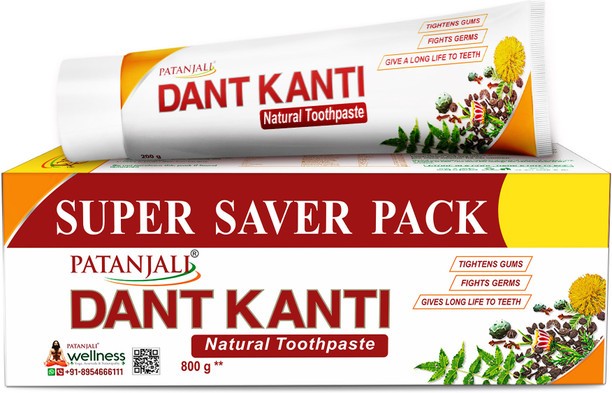 TIGHTENS GUMS
FIGHTS GERMS
GIVE A LONG LIFE TO TEETH
PATANJALI
DANT KANTI
Natural Toothpaste
200 g
SUPER SAVER PACK
PATANJALI®
DANT KANTI
Natural Toothpaste
800 g **
TIGHTENS GUMS
FIGHTS GERMS
GIVES LONG LIFE TO TEETH
PATANJALI
wellness
+91-8954666111